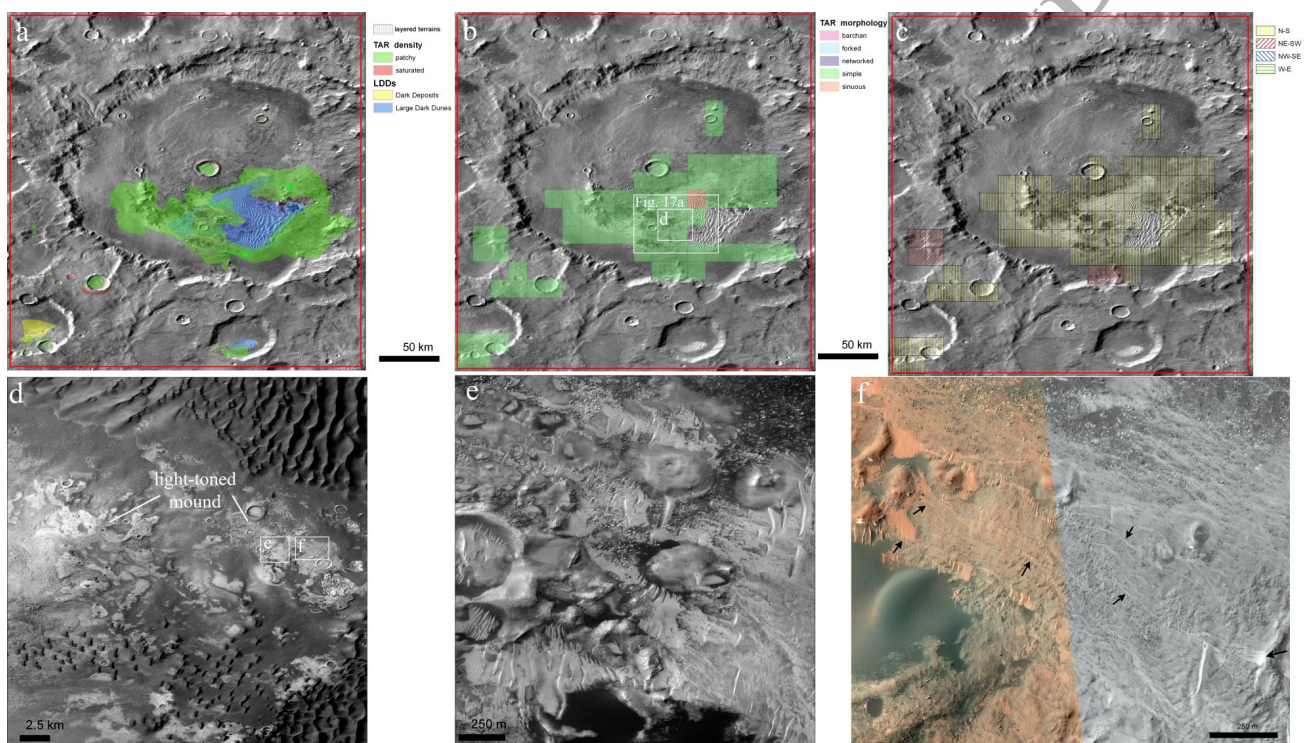 a
layered terrains
TAR density
patchy
saturated
LDDs
Dark Deposits
Large Dark Dunes
50 km
b
TAR morphology
barchan
forked
networked
simple
sinuous
Fig. 17a
d
50 km
c
N-S
NE-SW
NW-SE
W-E
d
light-toned
mound
e
f
2.5 km
e
250 m
f
250 m